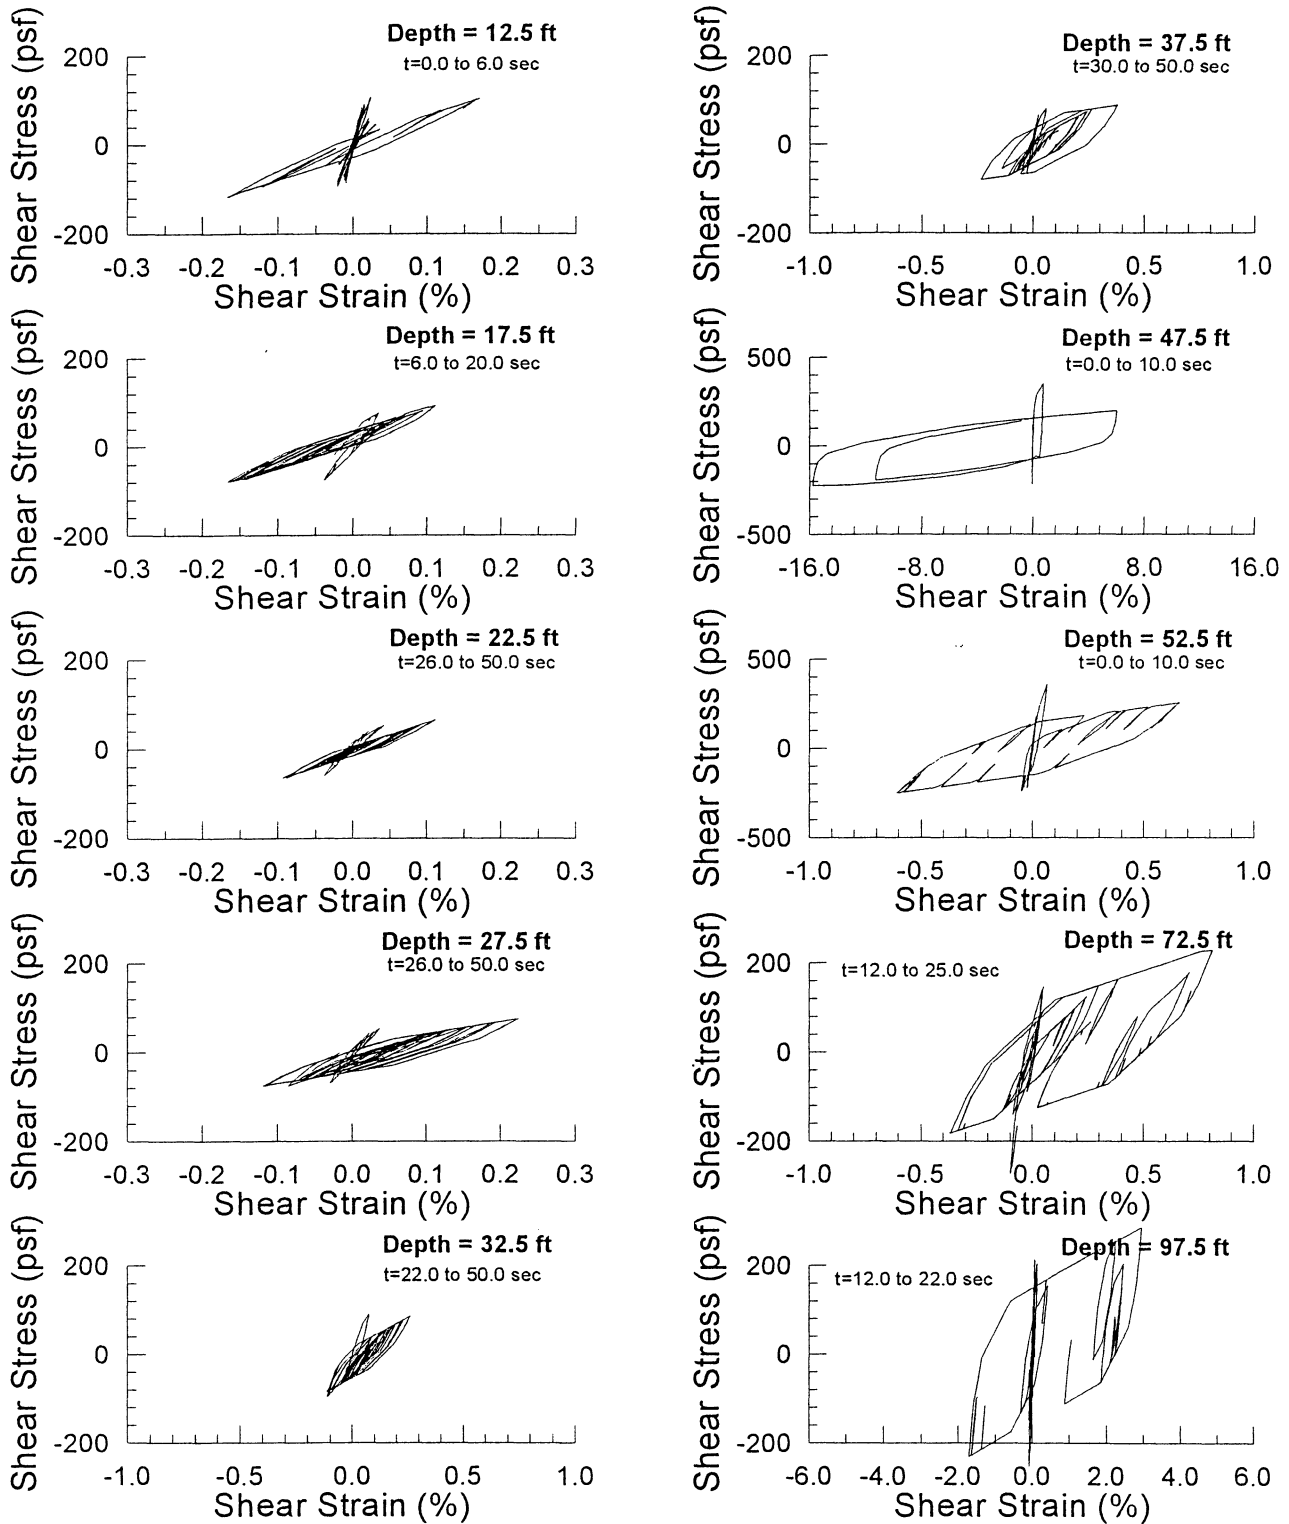 Depth = 12.5 ft
t=0.0 to 6.0 sec
Shear Stress (psf)
200
0
-200
-0.3 -0.2 -0.1 0.0 0.1 0.2 0.3
Shear Strain (%)
Depth = 17.5 ft
t=6.0 to 20.0 sec
Shear Stress (psf)
200
0
-200
-0.3 -0.2 -0.1 0.0 0.1 0.2 0.3
Shear Strain (%)
Depth = 22.5 ft
t=26.0 to 50.0 sec
Shear Stress (psf)
200
0
-200
-0.3 -0.2 -0.1 0.0 0.1 0.2 0.3
Shear Strain (%)
Depth = 27.5 ft
t=26.0 to 50.0 sec
Shear Stress (psf)
200
0
-200
-0.3 -0.2 -0.1 0.0 0.1 0.2 0.3
Shear Strain (%)
Depth = 32.5 ft
t=22.0 to 50.0 sec
Shear Stress (psf)
200
0
-200
-1.0 -0.5 0.0 0.5 1.0
Shear Strain (%)
Depth = 37.5 ft
t=30.0 to 50.0 sec
Shear Stress (psf)
200
0
-200
-1.0 -0.5 0.0 0.5 1.0
Shear Strain (%)
Depth = 47.5 ft
t=0.0 to 10.0 sec
Shear Stress (psf)
500
0
-500
-16.0 -8.0 0.0 8.0 16.0
Shear Strain (%)
Depth = 52.5 ft
t=0.0 to 10.0 sec
Shear Stress (psf)
500
0
-500
-1.0 -0.5 0.0 0.5 1.0
Shear Strain (%)
Depth = 72.5 ft
t=12.0 to 25.0 sec
Shear Stress (psf)
200
0
-200
-1.0 -0.5 0.0 0.5 1.0
Shear Strain (%)
Depth = 97.5 ft
t=12.0 to 22.0 sec
Shear Stress (psf)
200
0
-200
-6.0 -4.0 -2.0 0.0 2.0 4.0 6.0
Shear Strain (%)